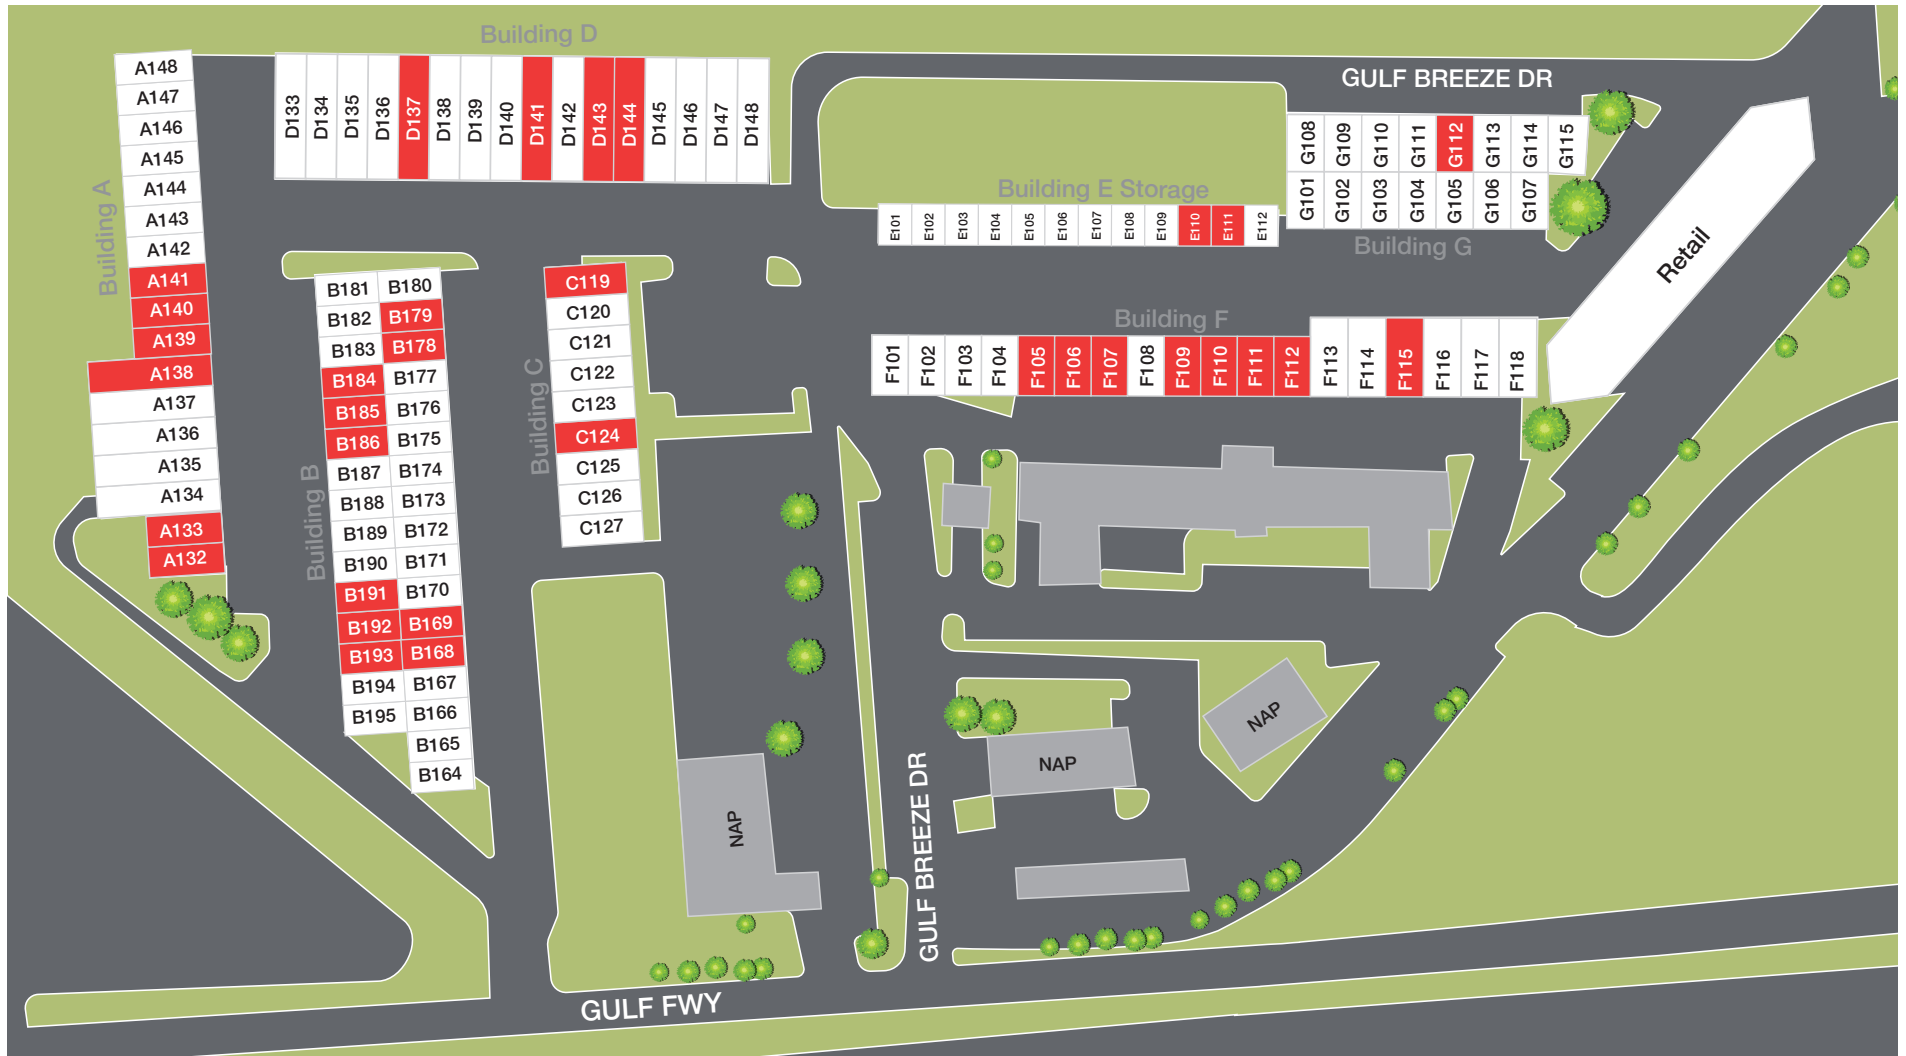 Building D
GULF BREEZE DR
D133
D134
D135
D136
D137
D138
D139
D140
D141
D142
D143
D144
D145
D146
D147
D148
Building A
A148
A147
A146
A145
A144
A143
A142
A141
A140
A139
A138
A137
A136
A135
A134
A133
A132
Building B
B181 B180
B182 B179
B183 B178
B184 B177
B185 B176
B186 B175
B187 B174
B188 B173
B189 B172
B190 B171
B191 B170
B192 B169
B193 B168
B194 B167
B195 B166
B165
B164
Building C
C119
C120
C121
C122
C123
C124
C125
C126
C127
Building E Storage
E101
E102
E103
E104
E105
E106
E107
E108
E109
E110
E111
E112
G108
G109
G110
G111
G112
G113
G114
G115
G101
G102
G103
G104
G105
G106
G107
Building G
Retail
Building F
F101
F102
F103
F104
F105
F106
F107
F108
F109
F110
F111
F112
F113
F114
F115
F116
F117
F118
NAP
NAP
NAP
GULF BREEZE DR
GULF FWY